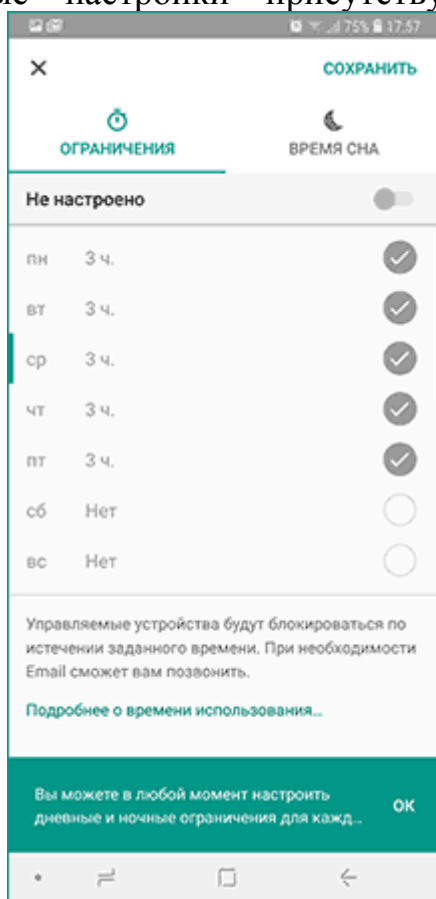 настройки присутству
75% 17:57
× СОХРАНИТЬ
ОГРАНИЧЕНИЯ ВРЕМЯ СНА
Не настроено
пн 3 ч.
вт 3 ч.
ср 3 ч.
чт 3 ч.
пт 3 ч.
сб Нет
вс Нет
Управляемые устройства будут блокироваться по
истечении заданного времени. При необходимости
Email сможет вам позвонить.
Подробнее о времени использования...
Вы можете в любой момент настроить
дневные и ночные ограничения для кажд... ОК